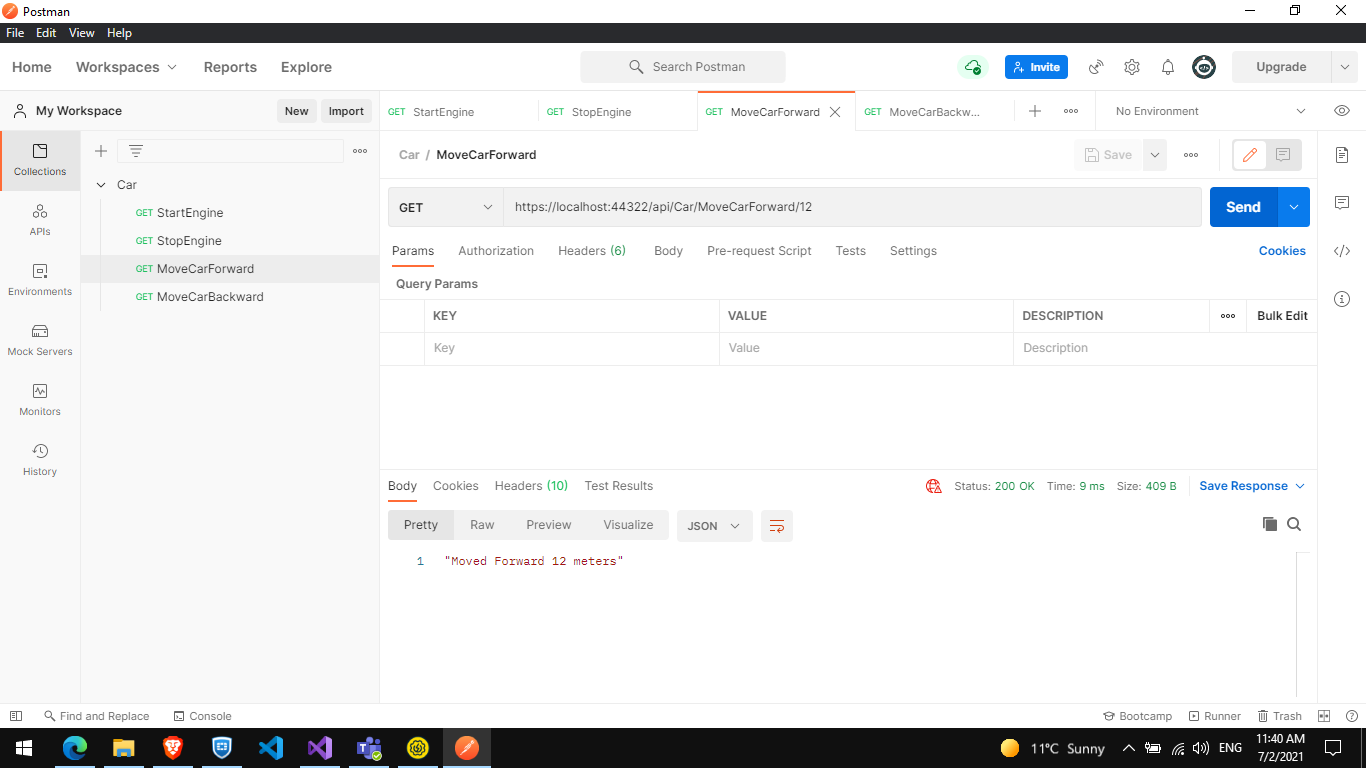 Postman
File Edit View Help
Home Workspaces Reports Explore Search Postman Invite Upgrade
My Workspace New Import
GET StartEngine GET StopEngine GET MoveCarForward GET MoveCarBackw... No Environment
Collections
APIs
Environments
Mock Servers
Monitors
History
Car
GET StartEngine
GET StopEngine
GET MoveCarForward
GET MoveCarBackward
Car / MoveCarForward Save
GET https://localhost:44322/api/Car/MoveCarForward/12 Send
Params Authorization Headers (6) Body Pre-request Script Tests Settings Cookies
Query Params
KEY VALUE DESCRIPTION Bulk Edit
Key Value Description
Body Cookies Headers (10) Test Results Status: 200 OK Time: 9 ms Size: 409 B Save Response
Pretty Raw Preview Visualize JSON
1 "Moved Forward 12 meters"
Find and Replace Console Bootcamp Runner Trash
11°C Sunny ENG 11:40 AM
7/2/2021